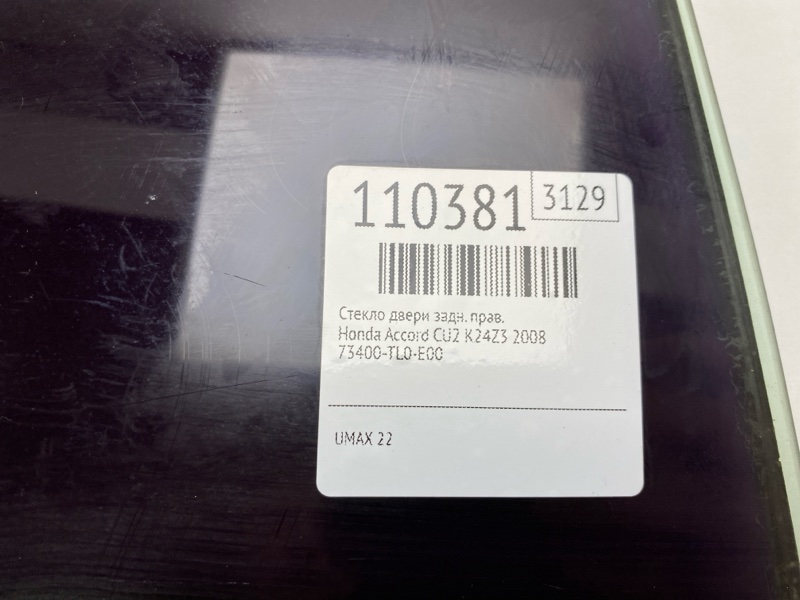 110381
3129
Стекло двери задн. прав.
Honda Accord CU2 K24Z3 2008
73400-TL0-E00
UMAX 22